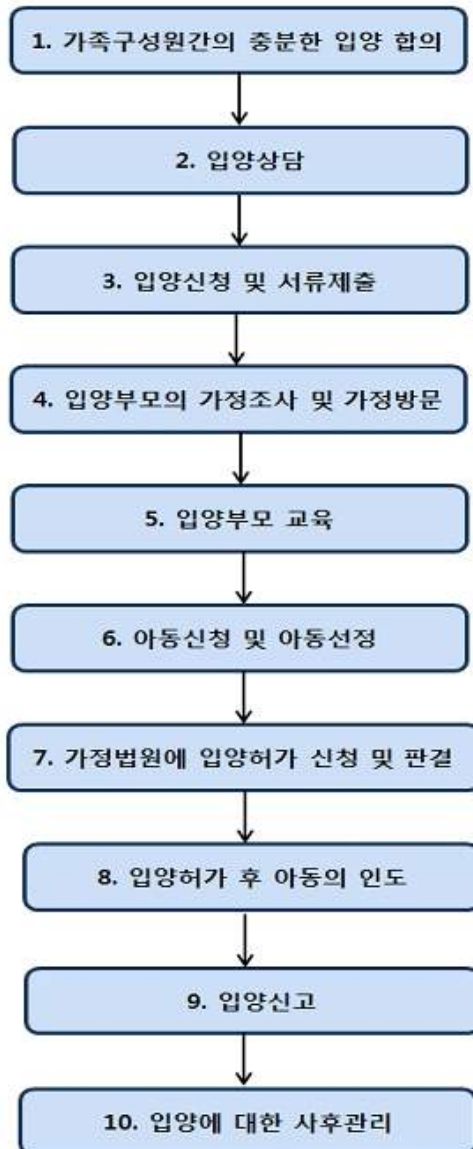 1. 가족구성원간의 충분한 입양 합의
2. 입양상담
3. 입양신청 및 서류제출
4. 입양부모의 가정조사 및 가정방문
5. 입양부모 교육
6. 아동신청 및 아동선정
7. 가정법원에 입양허가 신청 및 판결
8. 입양허가 후 아동의 인도
9. 입양신고
10. 입양에 대한 사후관리